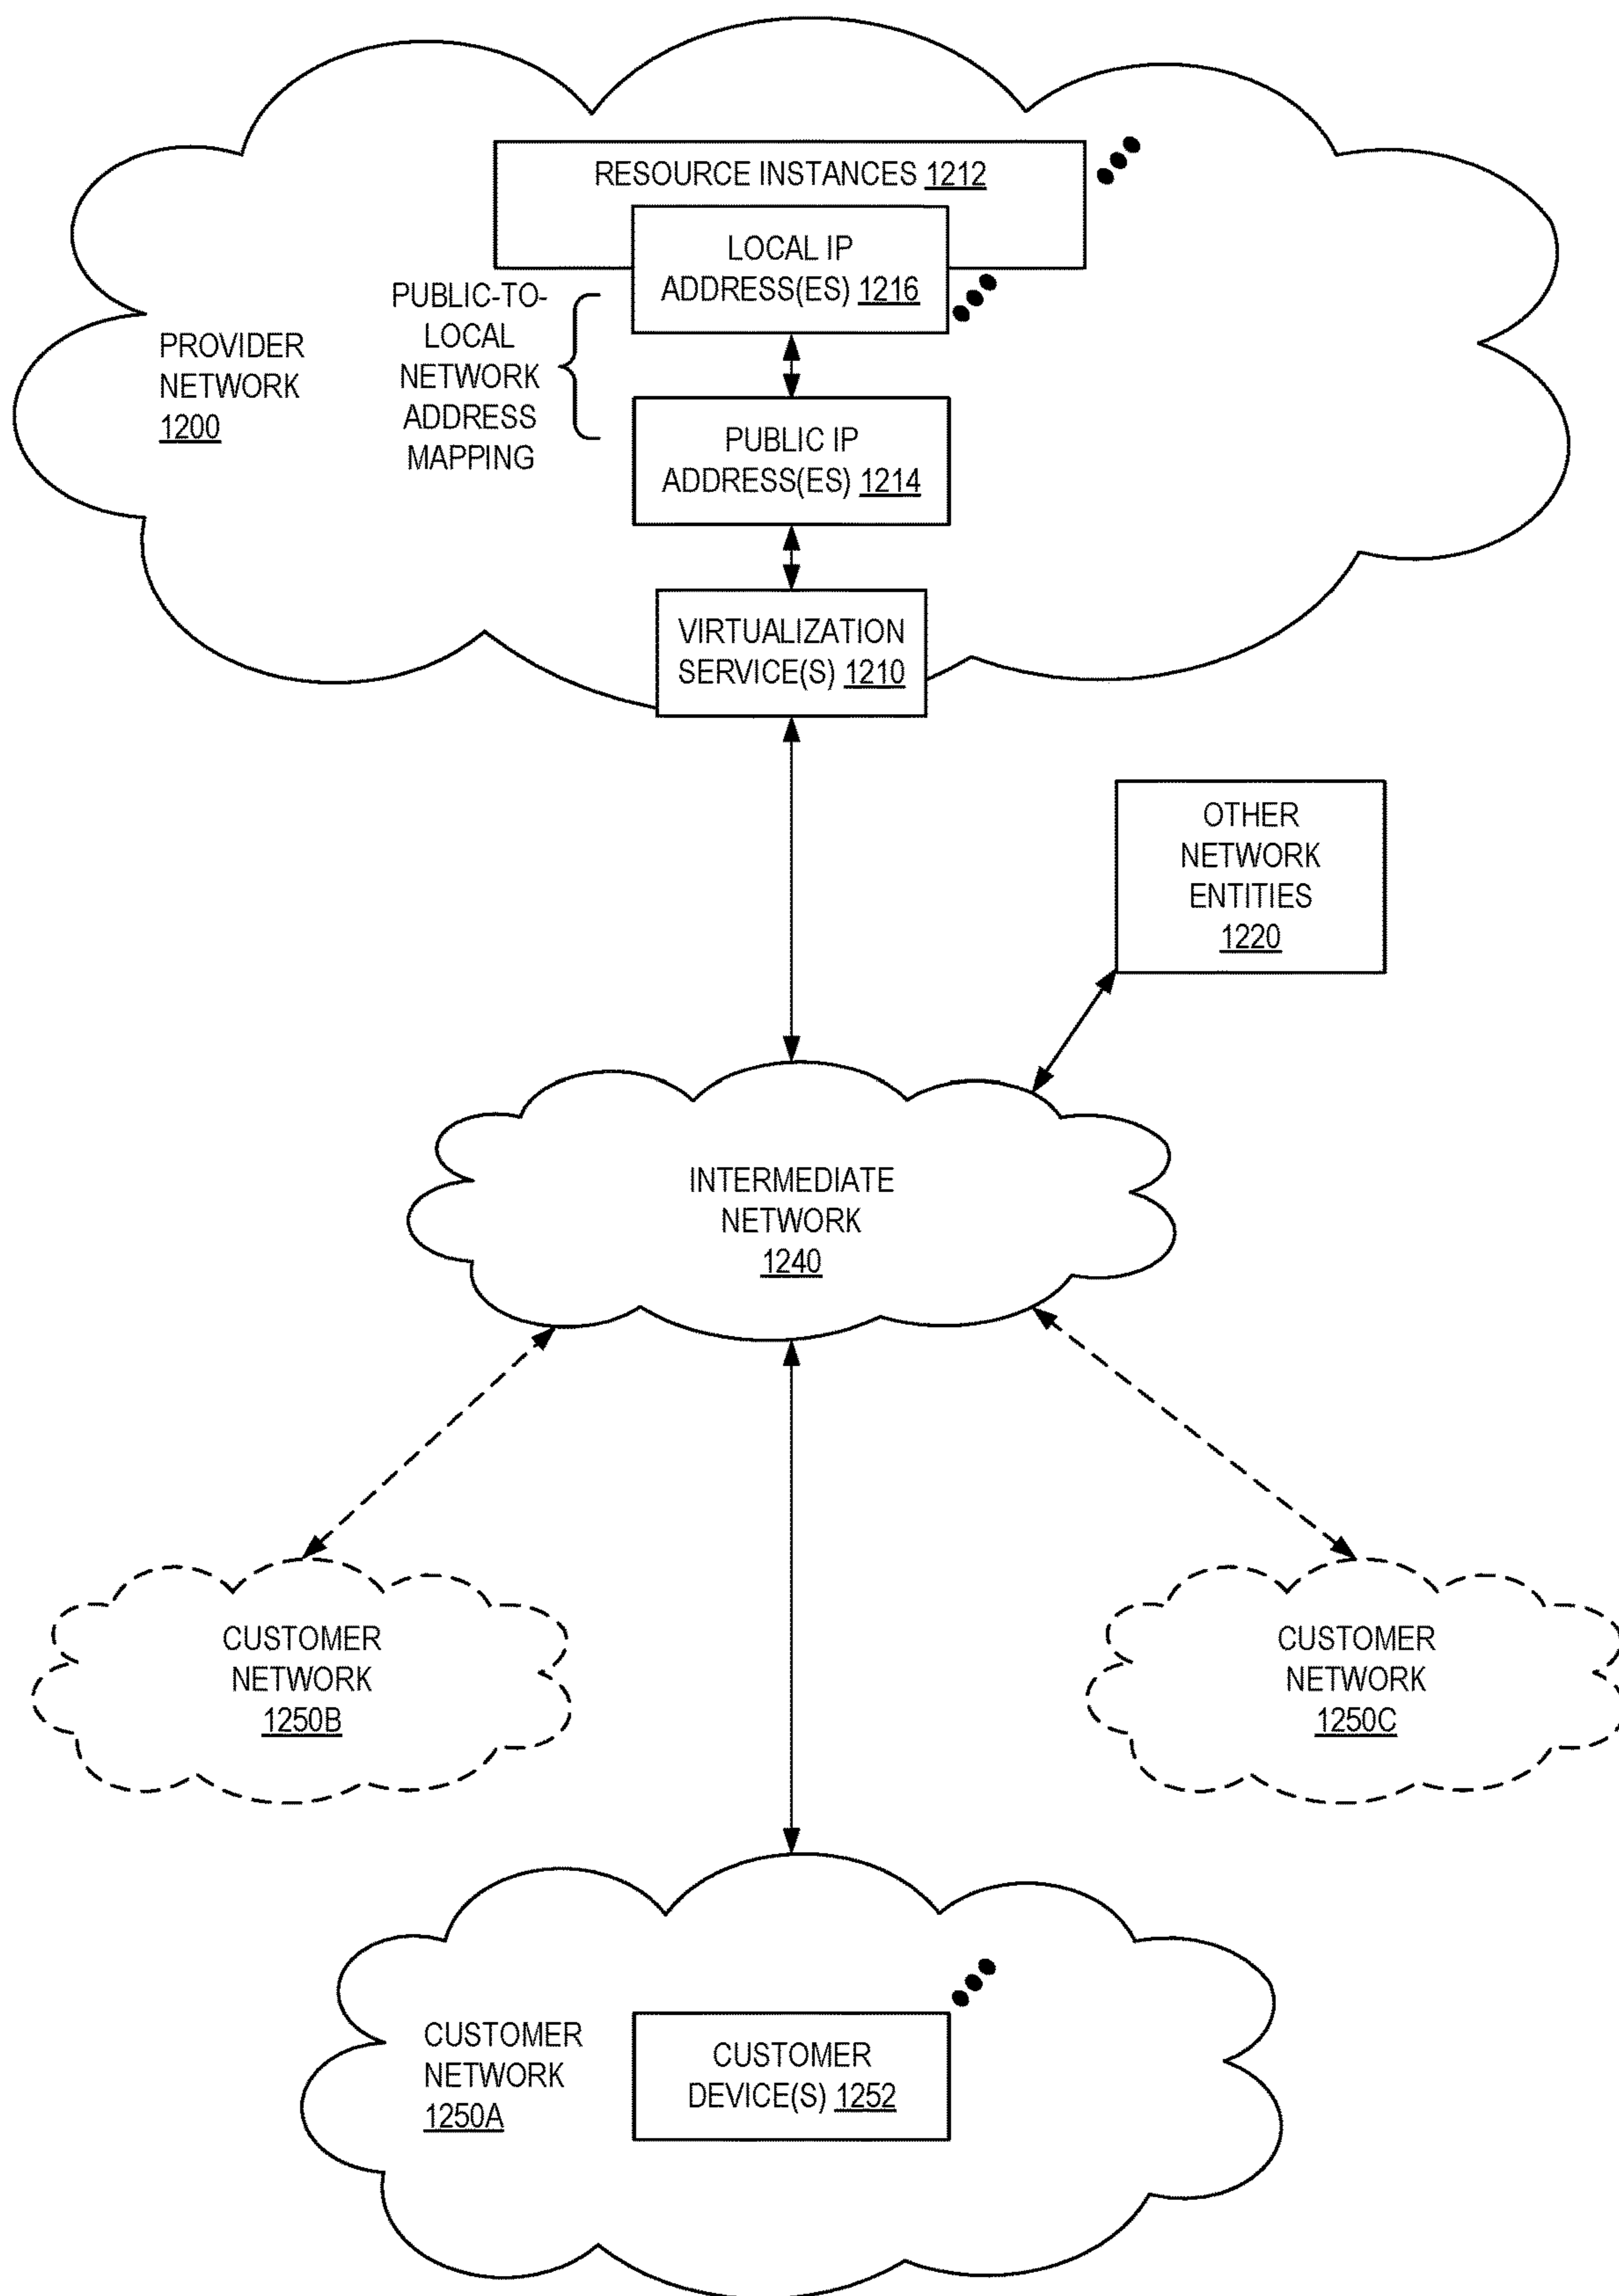 RESOURCE INSTANCES 1212
LOCAL IP
ADDRESS(ES) 1216
PUBLIC-TO-
LOCAL
NETWORK
ADDRESS
MAPPING
PROVIDER
NETWORK
1200
PUBLIC IP
ADDRESS(ES) 1214
VIRTUALIZATION
SERVICE(S) 1210
OTHER
NETWORK
ENTITIES
1220
INTERMEDIATE
NETWORK
1240
CUSTOMER
NETWORK
1250B
CUSTOMER
NETWORK
1250C
CUSTOMER
NETWORK
1250A
CUSTOMER
DEVICE(S) 1252